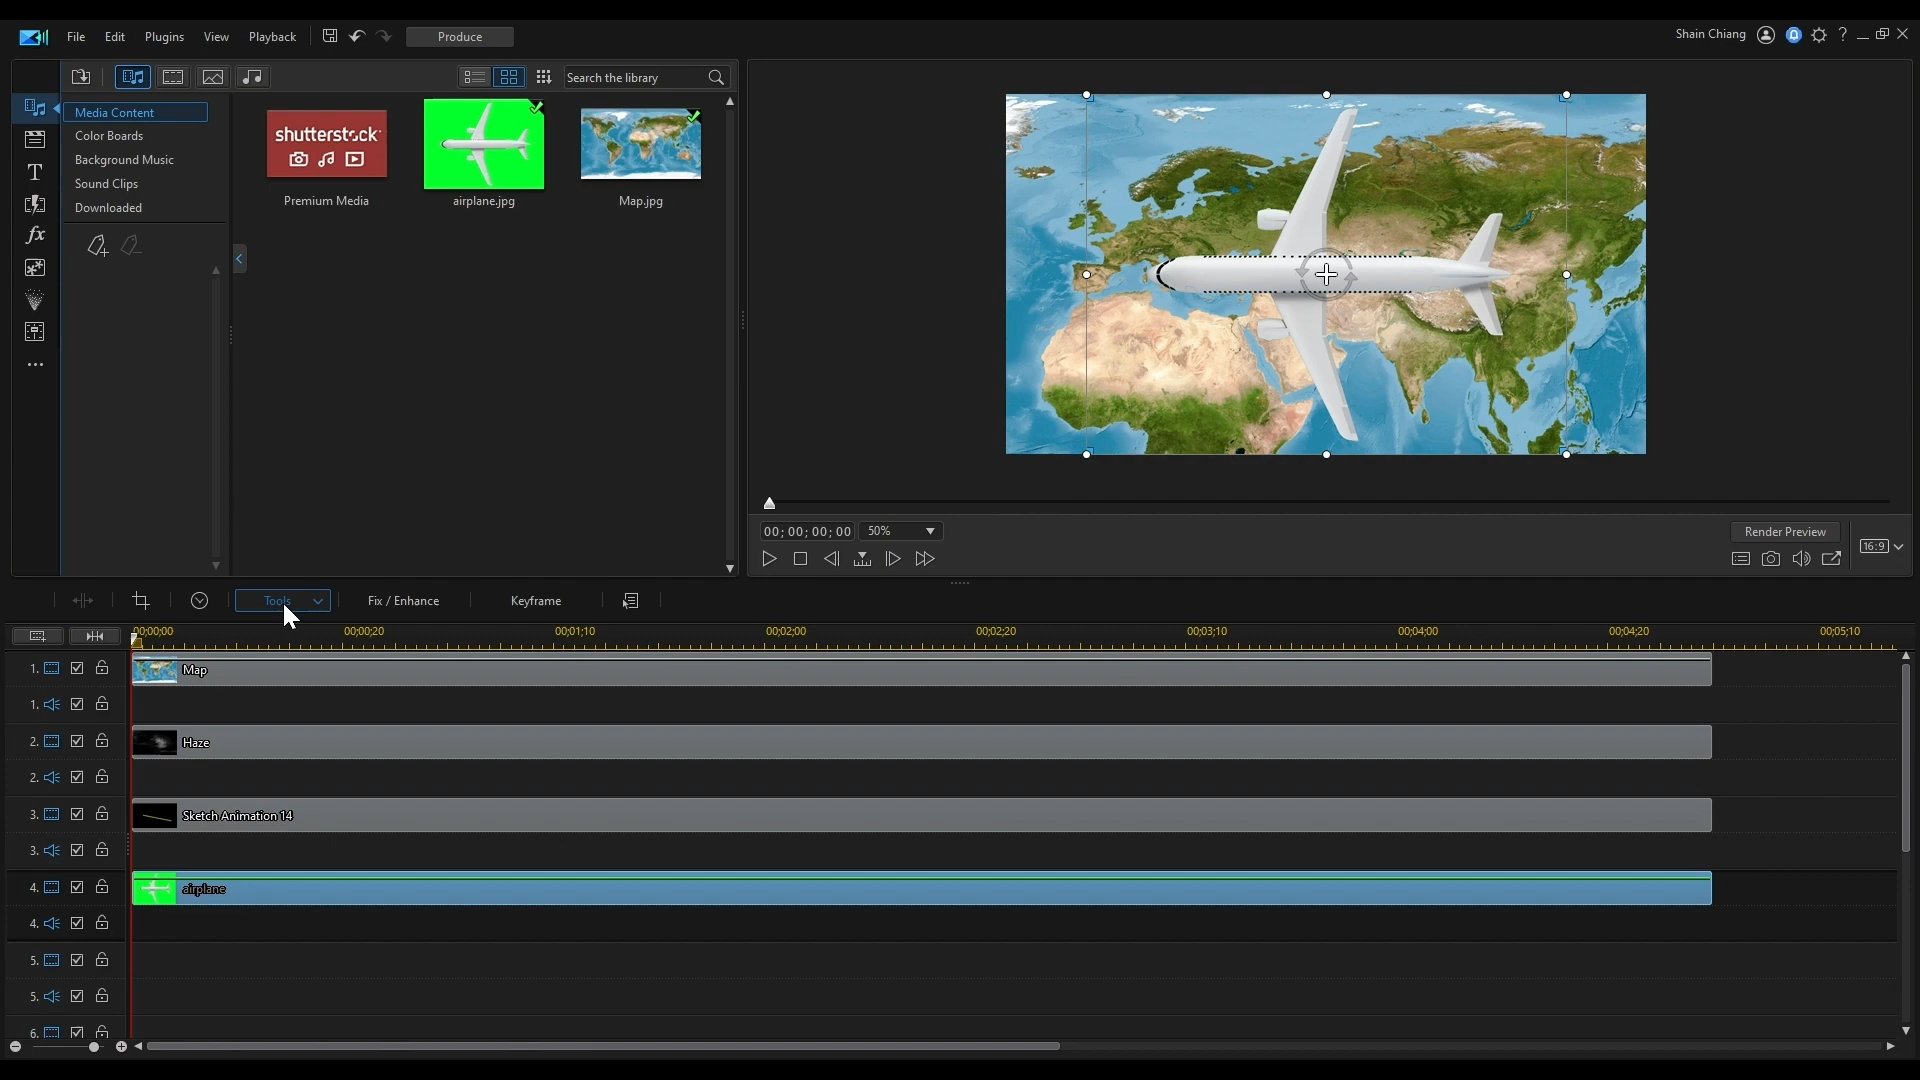 File Edit Plugins View Playback Produce Shain Chiang ?
Search the library
Media Content
Color Boards
Background Music
Sound Clips
Downloaded
T
fx
shutterstock
Premium Media airplane.jpg Map.jpg
00;00;00;00 50% Render Preview
16:9
Tools Fix / Enhance Keyframe
00;00;00 00;00;20 00;01;10 00;02;00 00;02;20 00;03;10 00;04;00 00;04;20 00;05;10
1. Map
1.
2. Haze
2.
3. Sketch Animation 14
3.
4. airplane
4.
5.
5.
6.